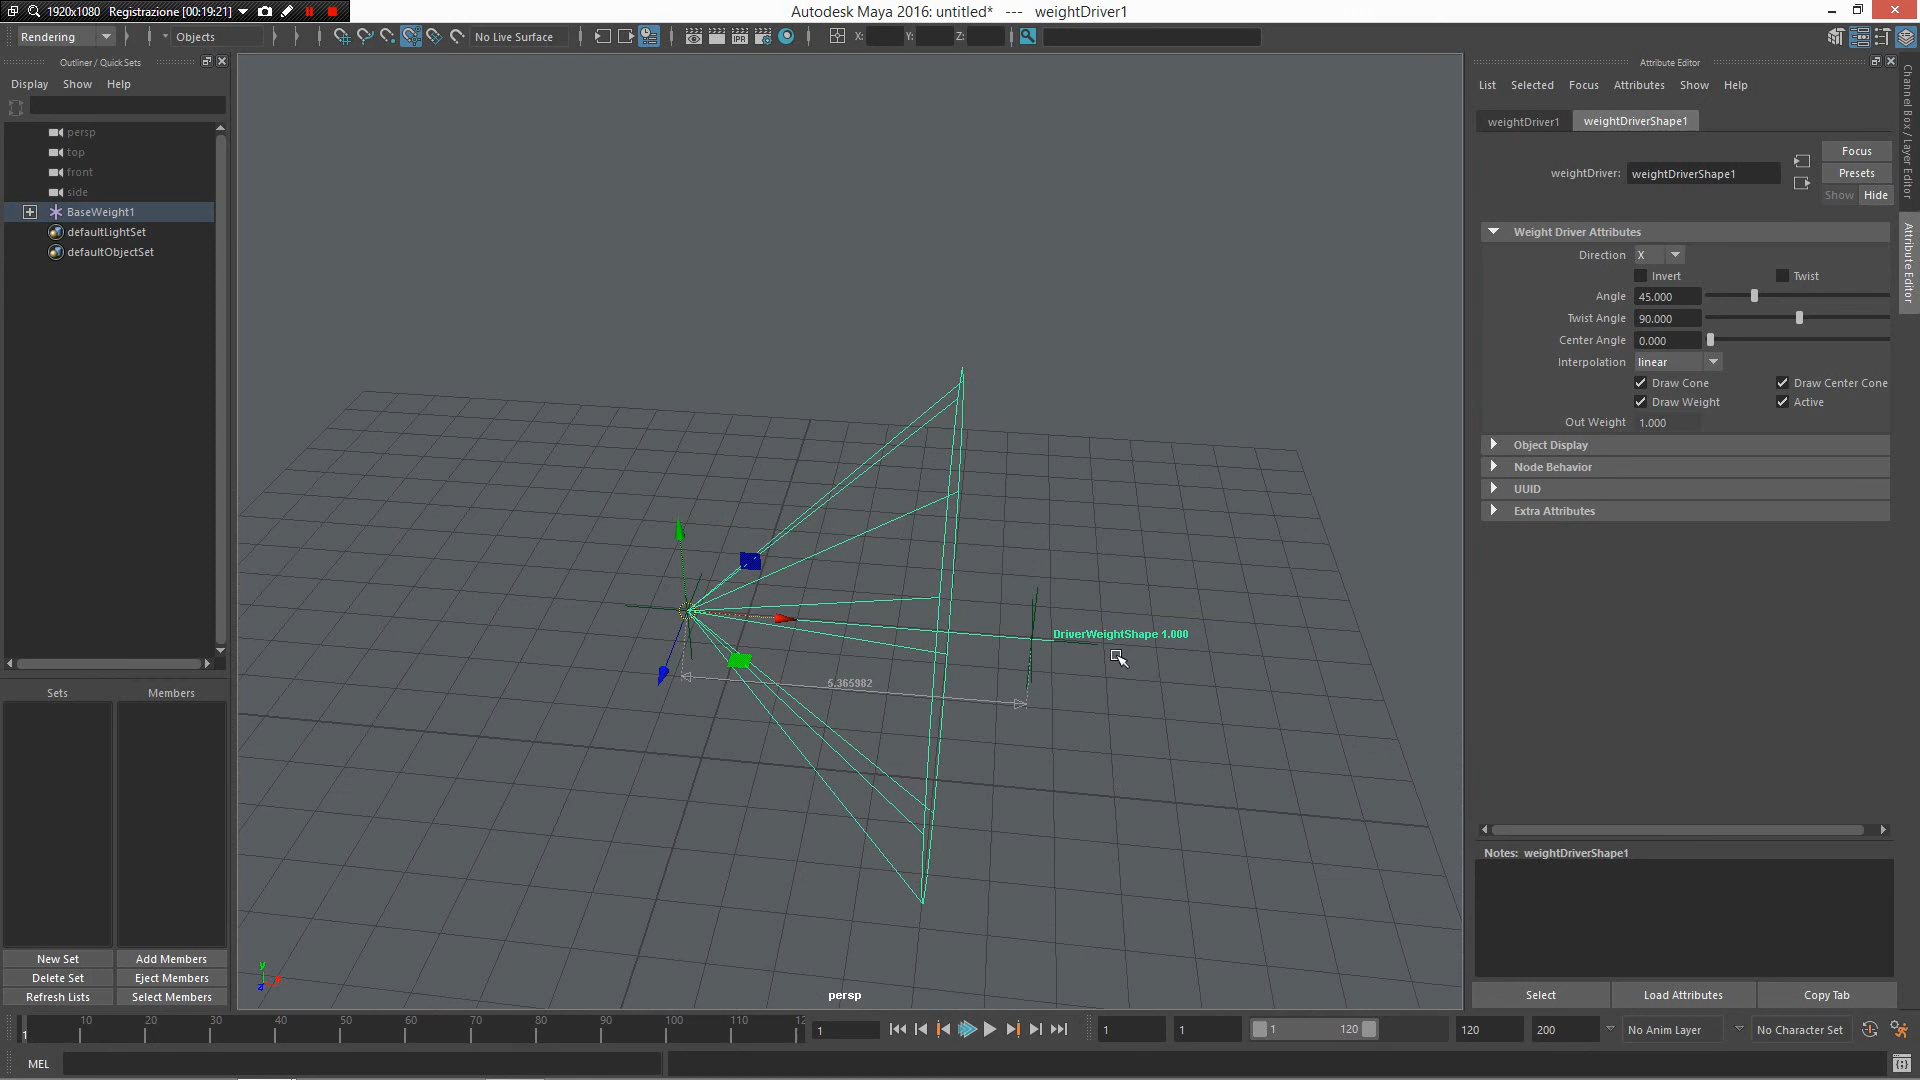 1920x1080 Registrazione [00:19:21]
Autodesk Maya 2016: untitled* --- weightDriver1
Rendering Objects No Live Surface IPR X: Y: Z:
Outliner / Quick Sets
Display Show Help
persp
top
front
side
BaseWeight1
defaultLightSet
defaultObjectSet
Sets Members
New Set Add Members
Delete Set Eject Members
Refresh Lists Select Members
DriverWeightShape 1.000
5.365982
y
persp
Attribute Editor
List Selected Focus Attributes Show Help
weightDriver1 weightDriverShape1
Focus
weightDriver: weightDriverShape1 Presets
Show Hide
Weight Driver Attributes
Direction X
Invert Twist
Angle 45.000
Twist Angle 90.000
Center Angle 0.000
Interpolation linear
Draw Cone Draw Center Cone
Draw Weight Active
Out Weight 1.000
Object Display
Node Behavior
UUID
Extra Attributes
Notes: weightDriverShape1
Select Load Attributes Copy Tab
Channel Box / Layer Editor
Attribute Editor
1 10 20 30 40 50 60 70 80 90 100 110 12
1 1 1 1 120 120 200 No Anim Layer No Character Set
MEL